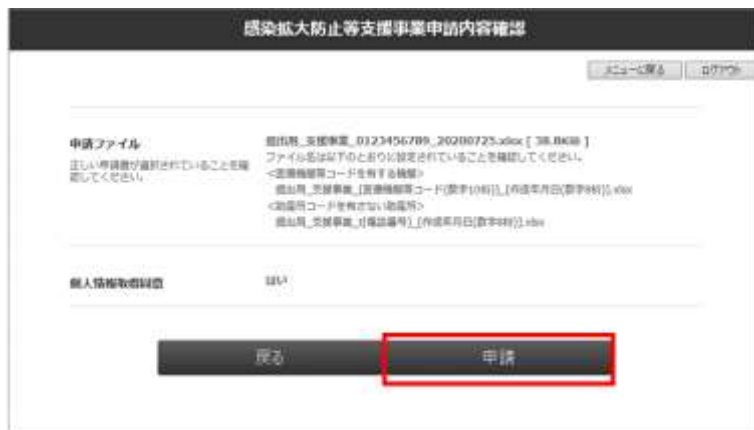 感染拡大防止等支援事業申請内容確認
メニューに戻る ログアウト
申請ファイル
正しい申請書が選択されていることを確
認してください。
提出用_支援事業_0123456789_20200725.xlsx [ 38.8KiB ]
ファイル名は以下のとおりに設定されていることを確認してください。
<医療機関等コードを有する機関>
提出用_支援事業_[医療機関等コード(数字10桁)]_[作成年月日(数字8桁)].xlsx
<助産所コードを有さない助産所>
提出用_支援事業_t[電話番号]_[作成年月日(数字8桁)].xlsx
個人情報取扱同意
はい
戻る
申請